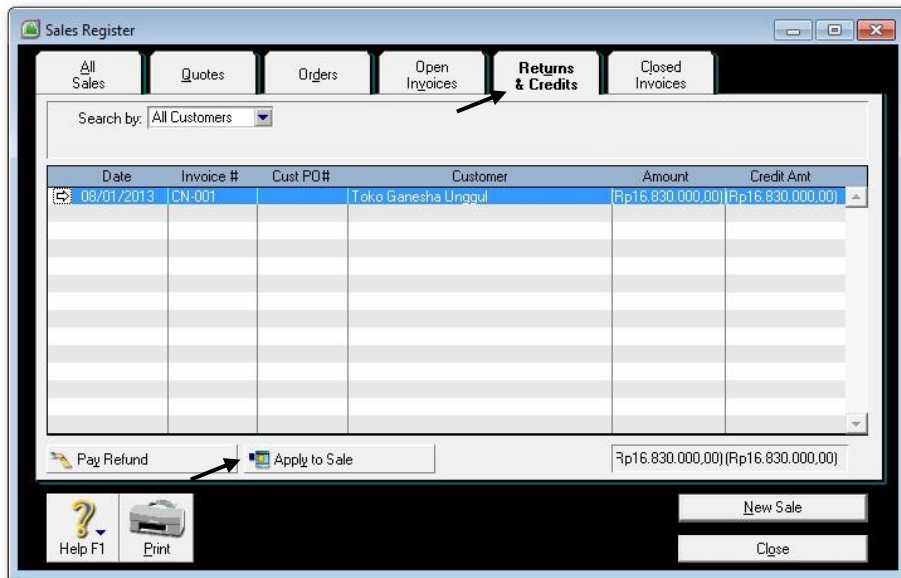 Sales Register
All Sales
Quotes
Orders
Open Invoices
Returns & Credits
Closed Invoices
Search by: All Customers
Date Invoice # Cust PO# Customer Amount Credit Amt
08/01/2013 CN-001 Toko Ganesha Unggul (Rp16.830.000,00) (Rp16.830.000,00)
Pay Refund Apply to Sale Rp16.830.000,00) (Rp16.830.000,00)
Help F1 Print
New Sale
Close